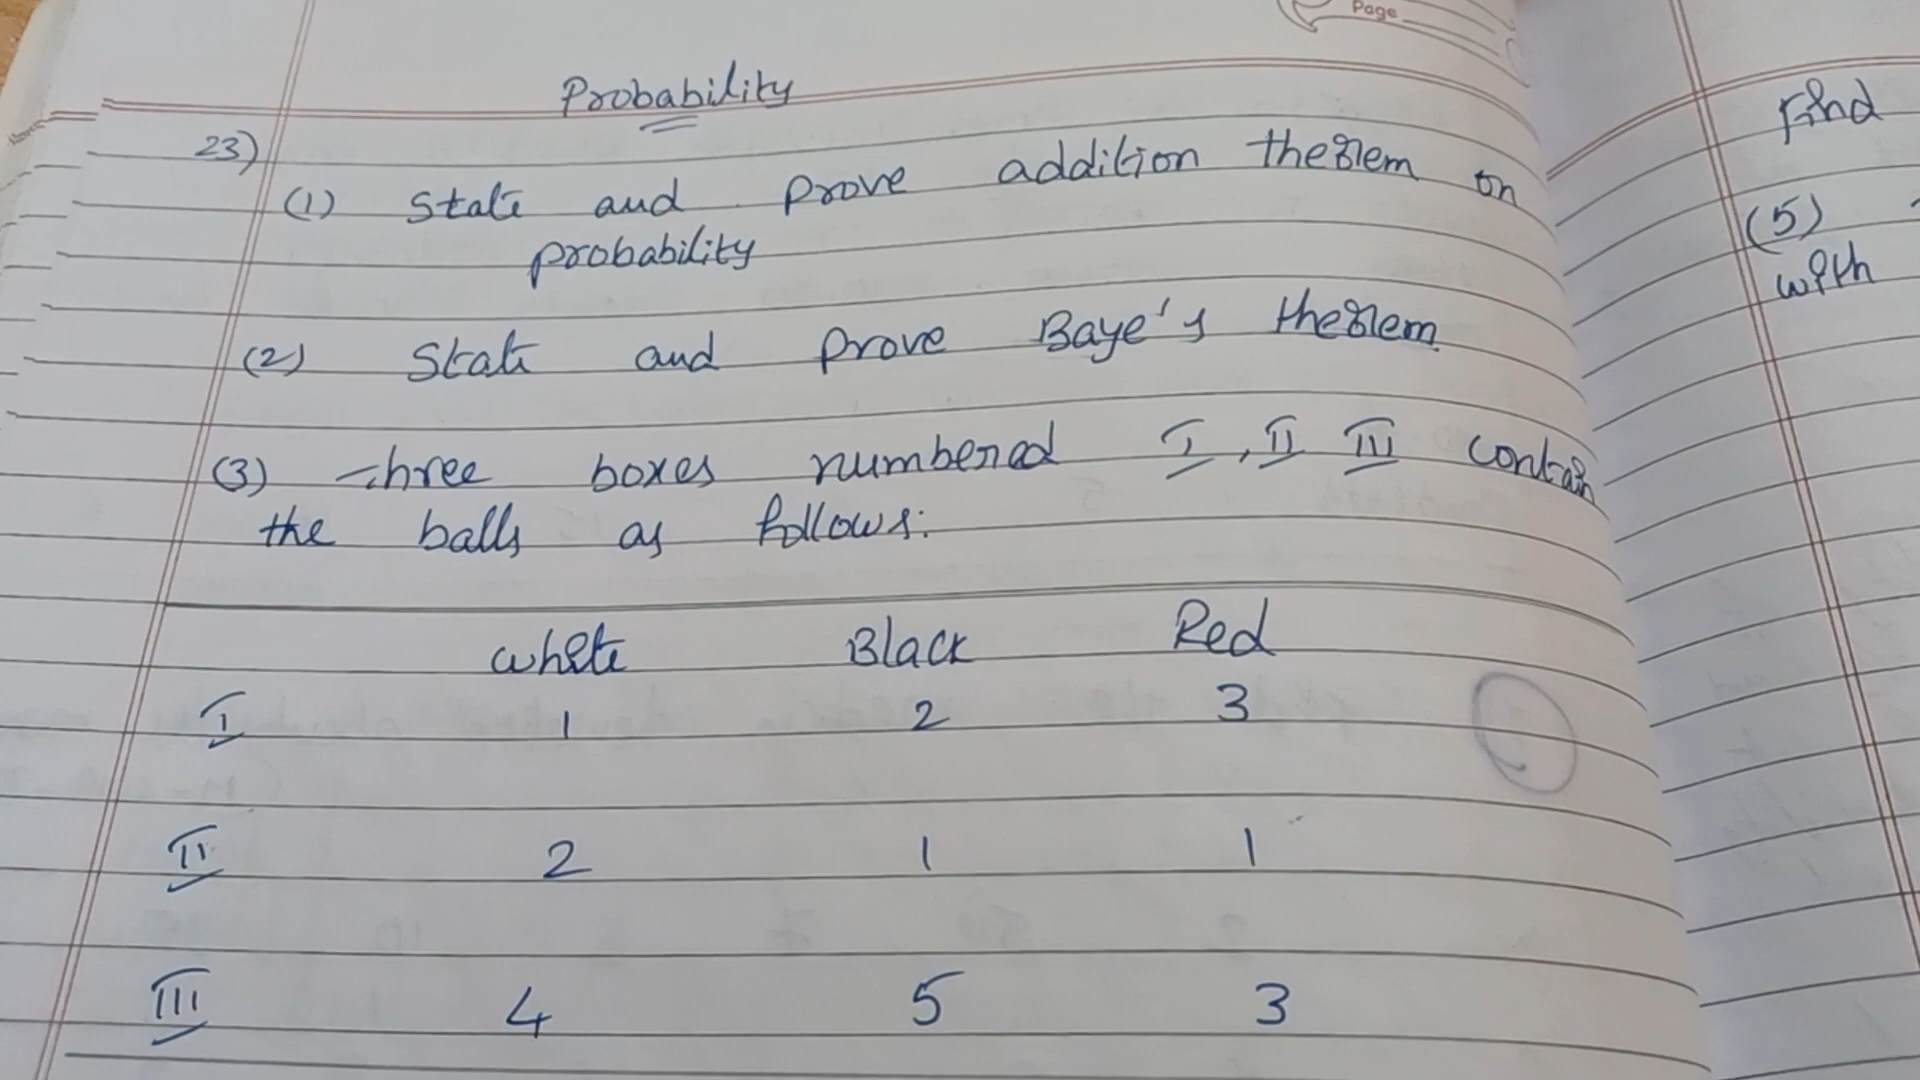 Page
Probability
23)
(1) State and prove addition theorem on
probability
(2) State and prove Baye's theorem.
(3) Three boxes numbered I, II III contain
the balls as follows:
white Black Red
I 1 2 3
II 2 1 1
III 4 5 3
Find
(5)
with